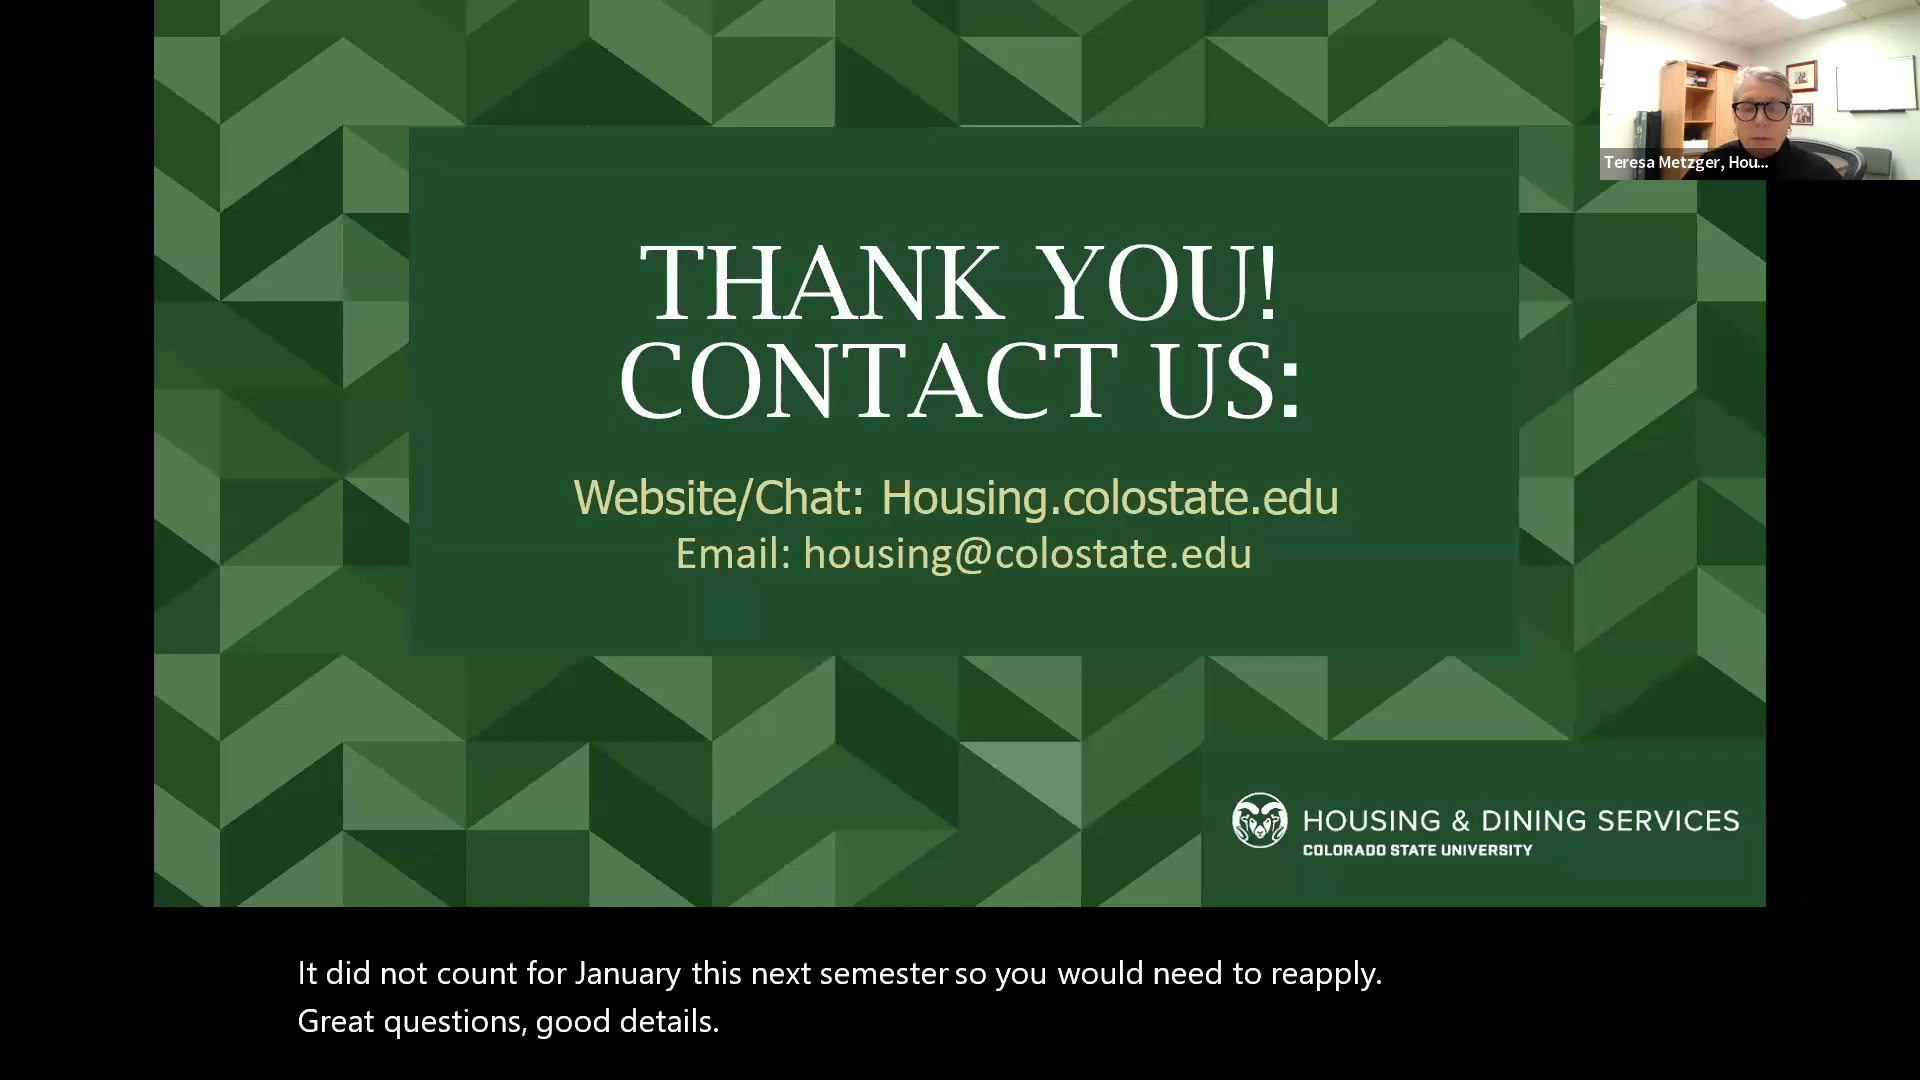 Teresa Metzger, Hou...
THANK YOU!
CONTACT US:
Website/Chat: Housing.colostate.edu
Email: housing@colostate.edu
HOUSING & DINING SERVICES
COLORADO STATE UNIVERSITY
It did not count for January this next semester so you would need to reapply.
Great questions, good details.